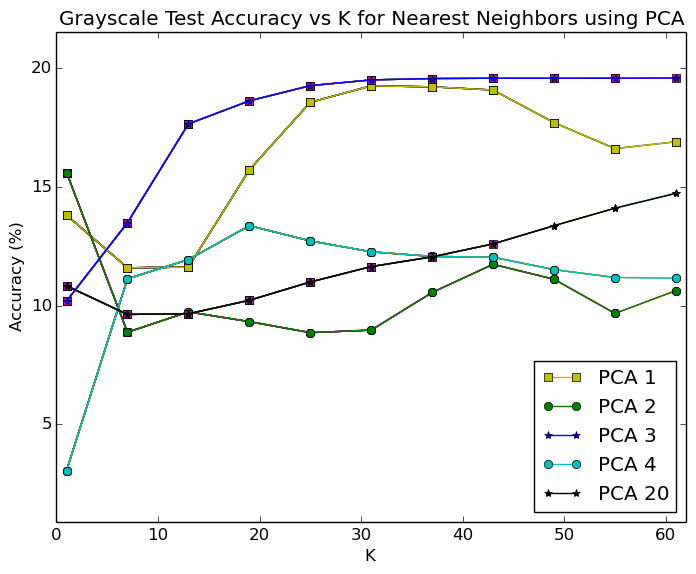 Grayscale Test Accuracy vs K for Nearest Neighbors using PCA
20
15
10
5
Accuracy (%)
0 10 20 30 40 50 60
K
PCA 1
PCA 2
PCA 3
PCA 4
PCA 20